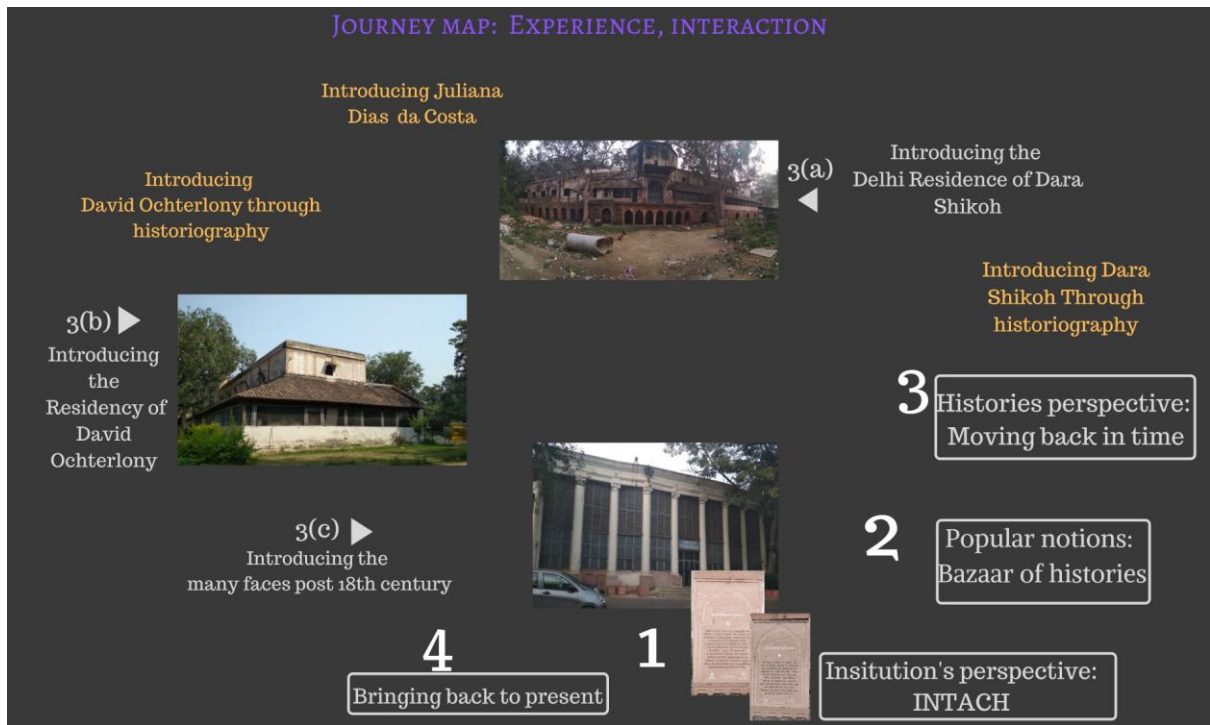 JOURNEY MAP: EXPERIENCE, INTERACTION
Introducing Juliana
Dias da Costa
3(a)
Introducing the
Delhi Residence of Dara
Shikoh
Introducing
David Ochterlony through
historiography
Introducing Dara
Shikoh Through
historiography
3(b)
Introducing
the
Residency of
David
Ochterlony
3
Histories perspective:
Moving back in time
3(c)
Introducing the
many faces post 18th century
2
Popular notions:
Bazaar of histories
4
Bringing back to present
1
Insitution's perspective:
INTACH